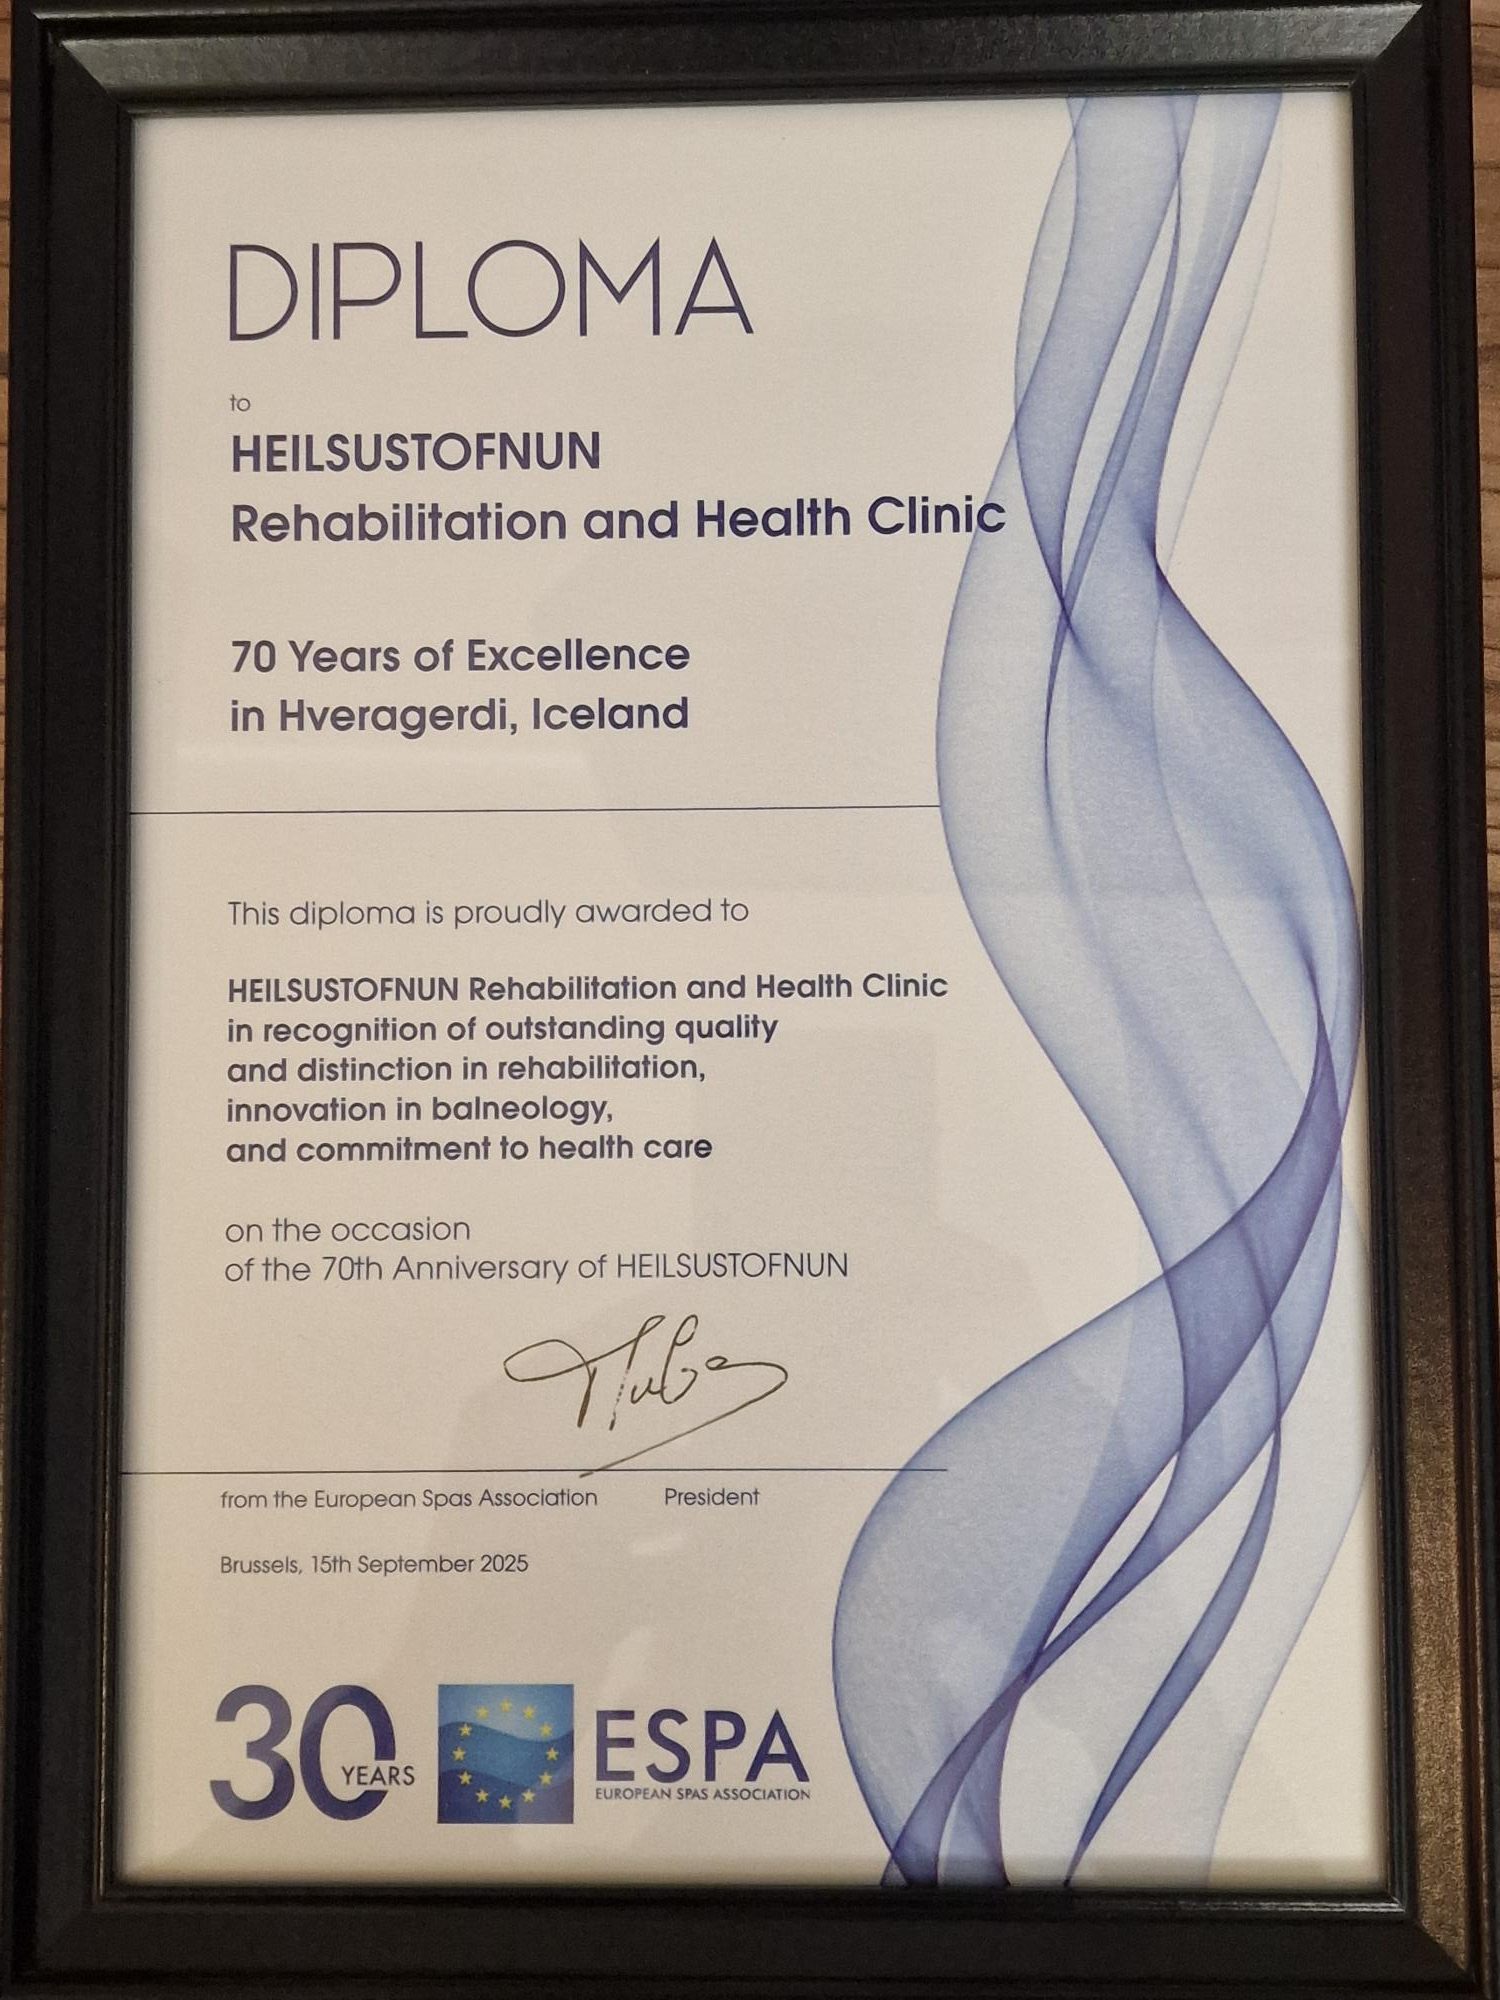 DIPLOMA
to
HEILSUSTOFNUN
Rehabilitation and Health Clinic
70 Years of Excellence
in Hveragerdi, Iceland
This diploma is proudly awarded to
HEILSUSTOFNUN Rehabilitation and Health Clinic
in recognition of outstanding quality
and distinction in rehabilitation,
innovation in balneology,
and commitment to health care
on the occasion
of the 70th Anniversary of HEILSUSTOFNUN
from the European Spas Association President
Brussels, 15th September 2025
30 YEARS
ESPA
EUROPEAN SPAS ASSOCIATION